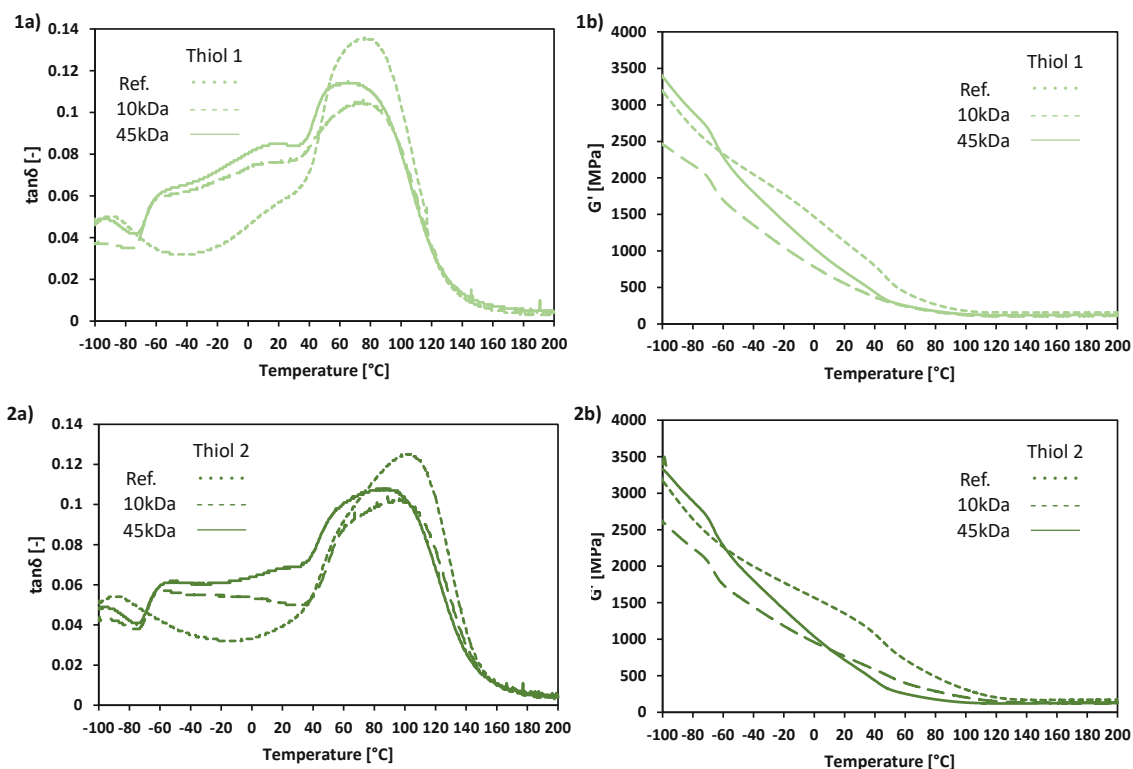 1a)
0.14
0.12
0.1
0.08
0.06
0.04
0.02
0
tanδ [-]
Thiol 1
Ref.
10kDa
45kDa
-100 -80 -60 -40 -20 0 20 40 60 80 100 120 140 160 180 200
Temperature [°C]
1b)
4000
3500
3000
2500
2000
1500
1000
500
0
G' [MPa]
Thiol 1
Ref.
10kDa
45kDa
-100 -80 -60 -40 -20 0 20 40 60 80 100 120 140 160 180 200
Temperature [°C]
2a)
0.14
0.12
0.1
0.08
0.06
0.04
0.02
0
tanδ [-]
Thiol 2
Ref.
10kDa
45kDa
-100 -80 -60 -40 -20 0 20 40 60 80 100 120 140 160 180 200
Temperature [°C]
2b)
4000
3500
3000
2500
2000
1500
1000
500
0
G' [MPa]
Thiol 2
Ref.
10kDa
45kDa
-100 -80 -60 -40 -20 0 20 40 60 80 100 120 140 160 180 200
Temperature [°C]